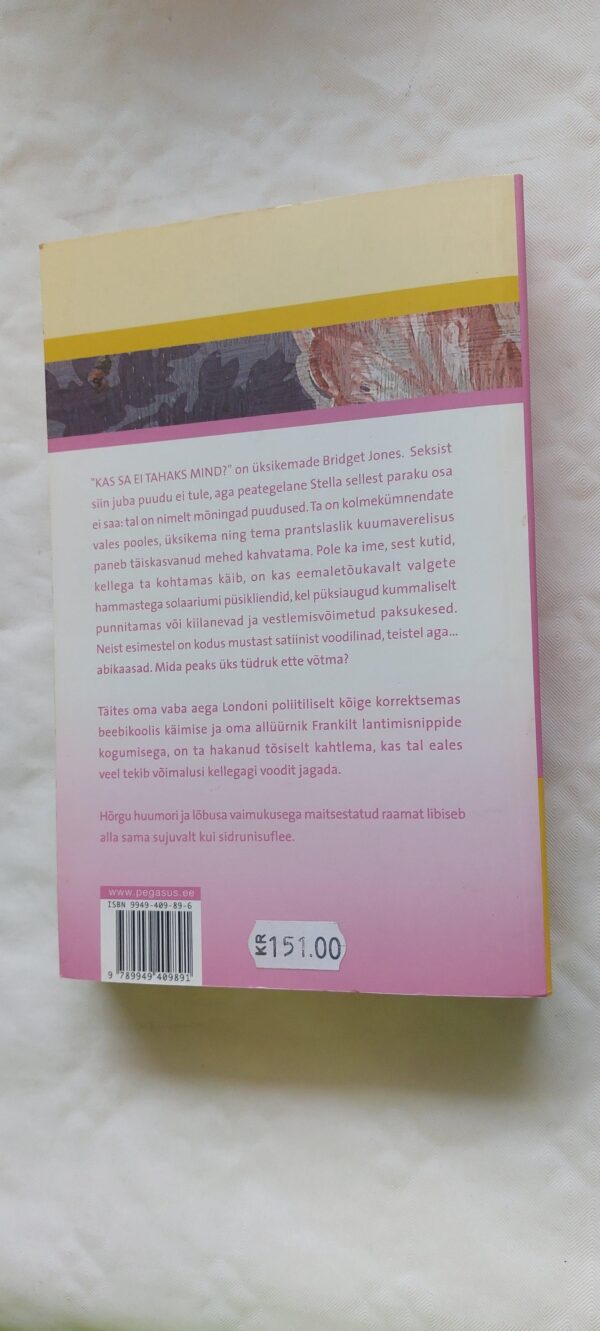 "KAS SA EI TAHAKS MIND?" on üksikemade Bridget Jones. Seksist
siin juba puudu ei tule, aga peategelane Stella sellest paraku osa
ei saa: tal on nimelt mõningad puudused. Ta on kolmekümnendate
vales pooles, üksikema ning tema prantslaslik kuumaverelisus
paneb täiskasvanud mehed kahvatama. Pole ka ime, sest kutid,
kellega ta kohtamas käib, on kas eemaletõukavalt valgete
hammastega solaariumi püsikliendid, kel püksiaugud kummaliselt
punnitamas või kiilanevad ja vestlemisvõimetud paksukesed.
Neist esimestel on kodus mustast satiinist voodilinad, teistel aga...
abikaasad. Mida peaks üks tüdruk ette võtma?
Täites oma vaba aega Londoni poliitiliselt kõige korrektsemas
beebikoolis käimise ja oma allüürnik Frankilt lantimisnippide
kogumisega, on ta hakanud tõsiselt kahtlema, kas tal eales
veel tekib võimalusi kellegagi voodit jagada.
Hõrgu huumori ja lõbusa vaimukusega maitsestatud raamat libiseb
alla sama sujuvalt kui sidrunisuflee.
www.pegasus.ee
ISBN 9949-409-89-6
9 789949 409891
KR 151.00